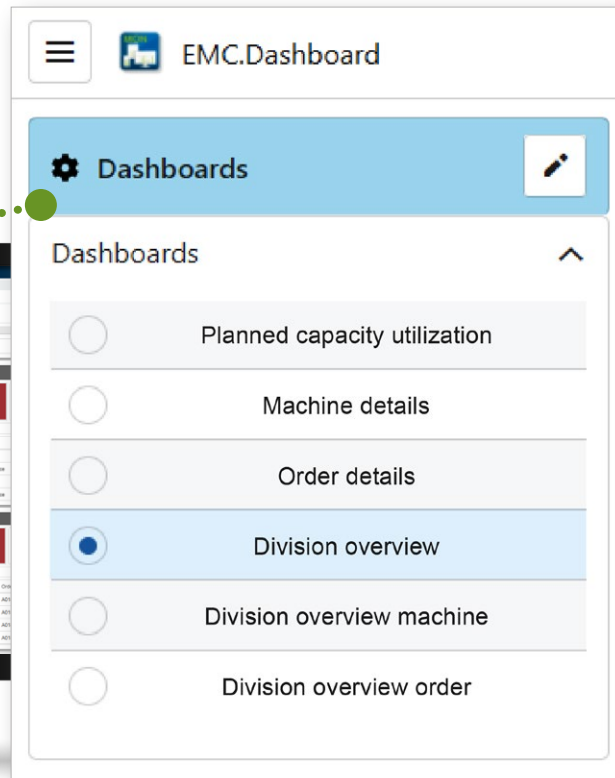 EMC.Dashboard
Dashboards
Dashboards
Planned capacity utilization
Machine details
Order details
Division overview
Division overview machine
Division overview order